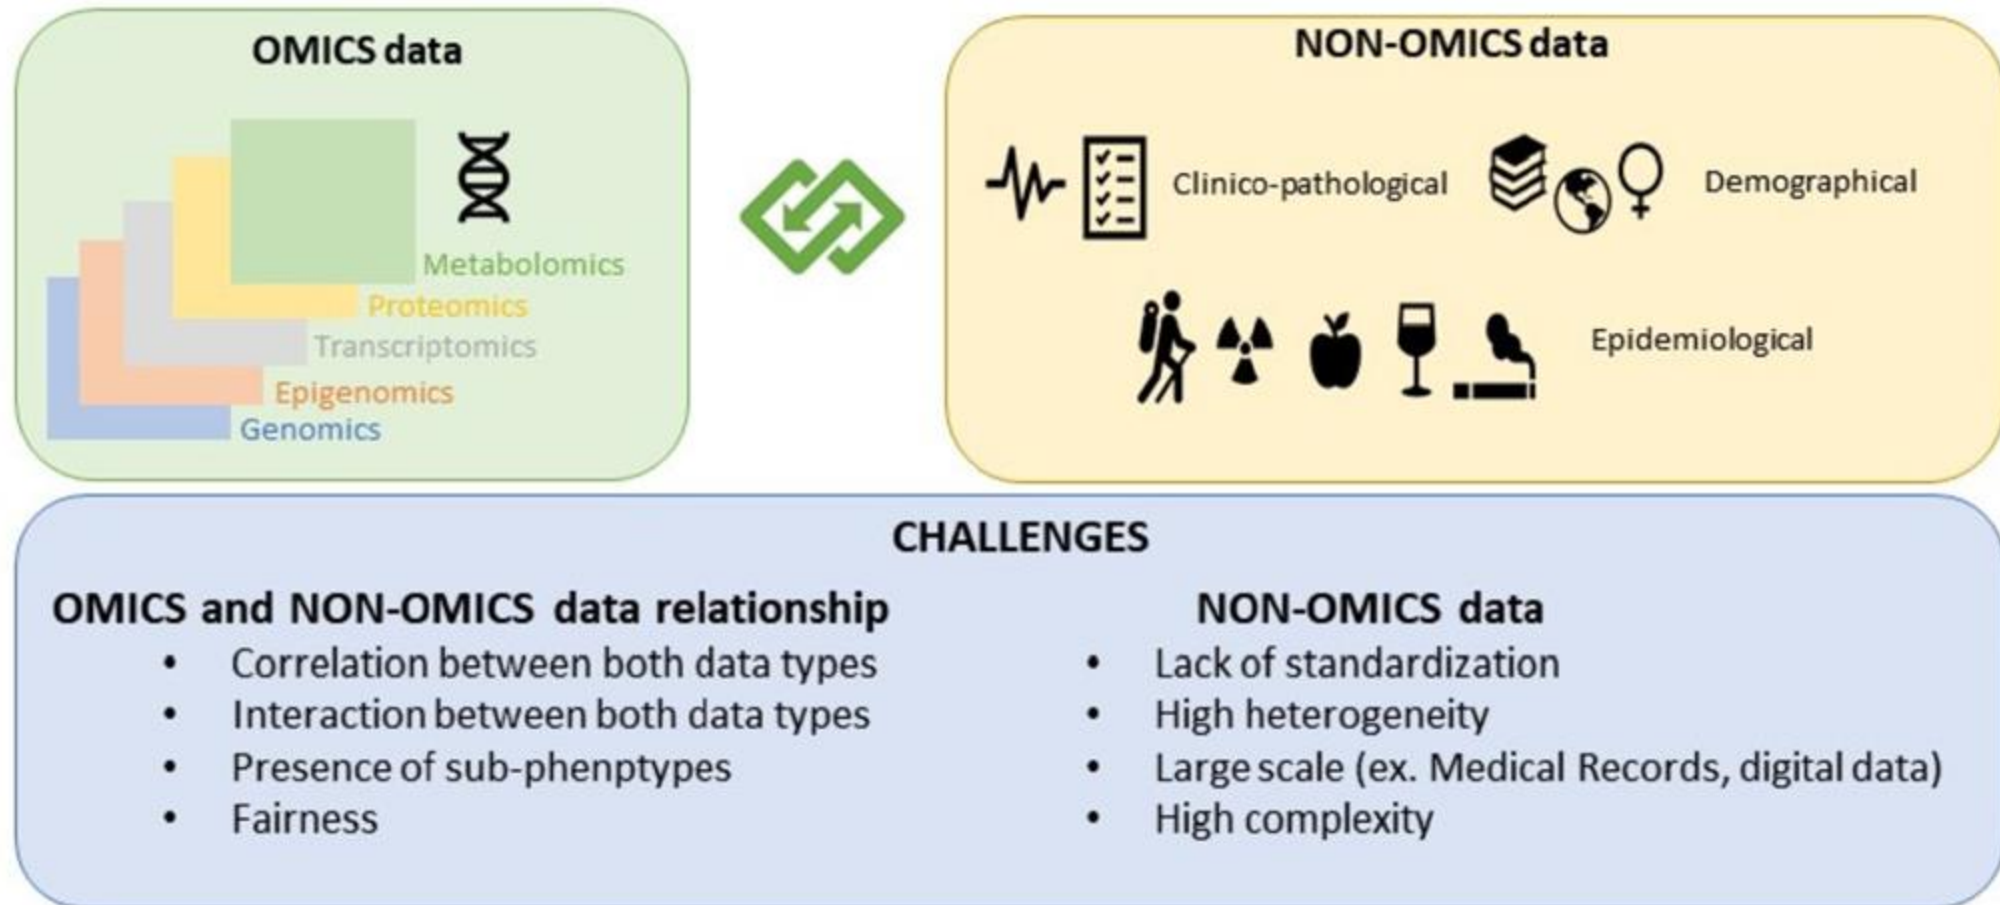 OMICS data
Metabolomics
Proteomics
Transcriptomics
Epigenomics
Genomics
NON-OMICS data
Clinico-pathological
Demographical
Epidemiological
CHALLENGES
OMICS and NON-OMICS data relationship
• Correlation between both data types
• Interaction between both data types
• Presence of sub-phenptypes
• Fairness
NON-OMICS data
• Lack of standardization
• High heterogeneity
• Large scale (ex. Medical Records, digital data)
• High complexity